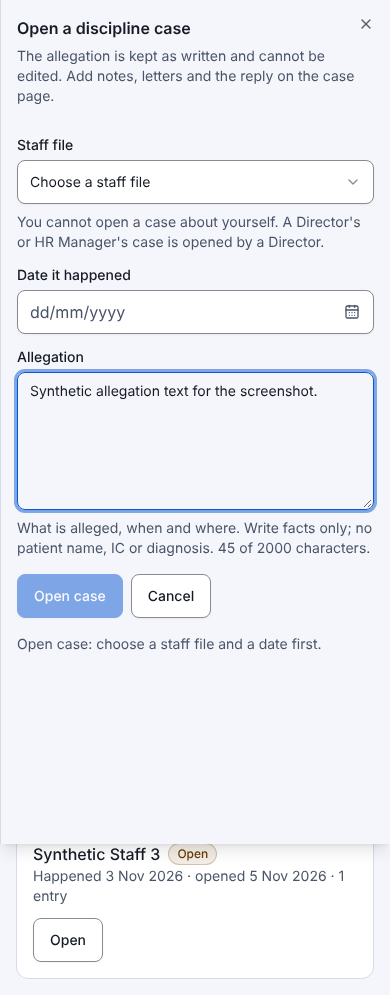 Open a discipline case
The allegation is kept as written and cannot be
edited. Add notes, letters and the reply on the case
page.
Staff file
Choose a staff file
You cannot open a case about yourself. A Director's
or HR Manager's case is opened by a Director.
Date it happened
dd/mm/yyyy
Allegation
Synthetic allegation text for the screenshot.
What is alleged, when and where. Write facts only; no
patient name, IC or diagnosis. 45 of 2000 characters.
Open case
Cancel
Open case: choose a staff file and a date first.
Synthetic Staff 3 Open
Happened 3 Nov 2026 · opened 5 Nov 2026 · 1
entry
Open